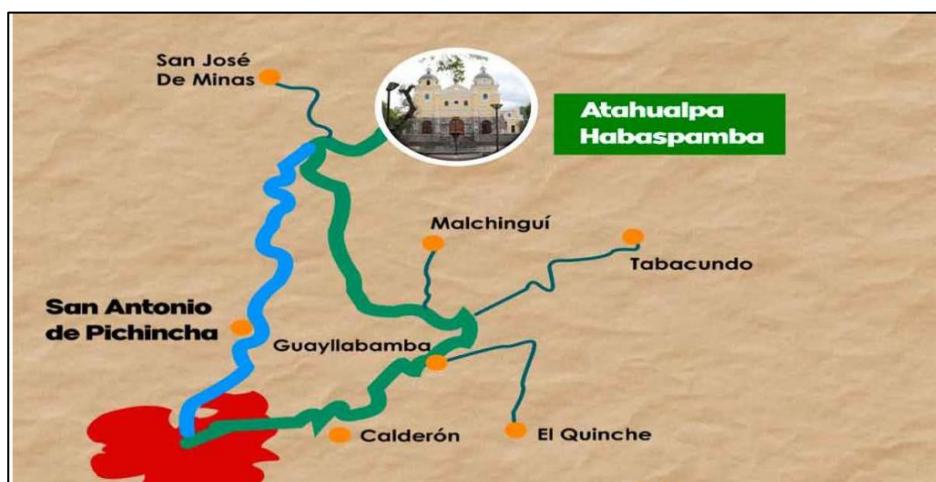 San José
De Minas
Atahualpa
Habaspamba
Malchinguí
Tabacundo
San Antonio
de Pichincha
Guayllabamba
Calderón
El Quinche